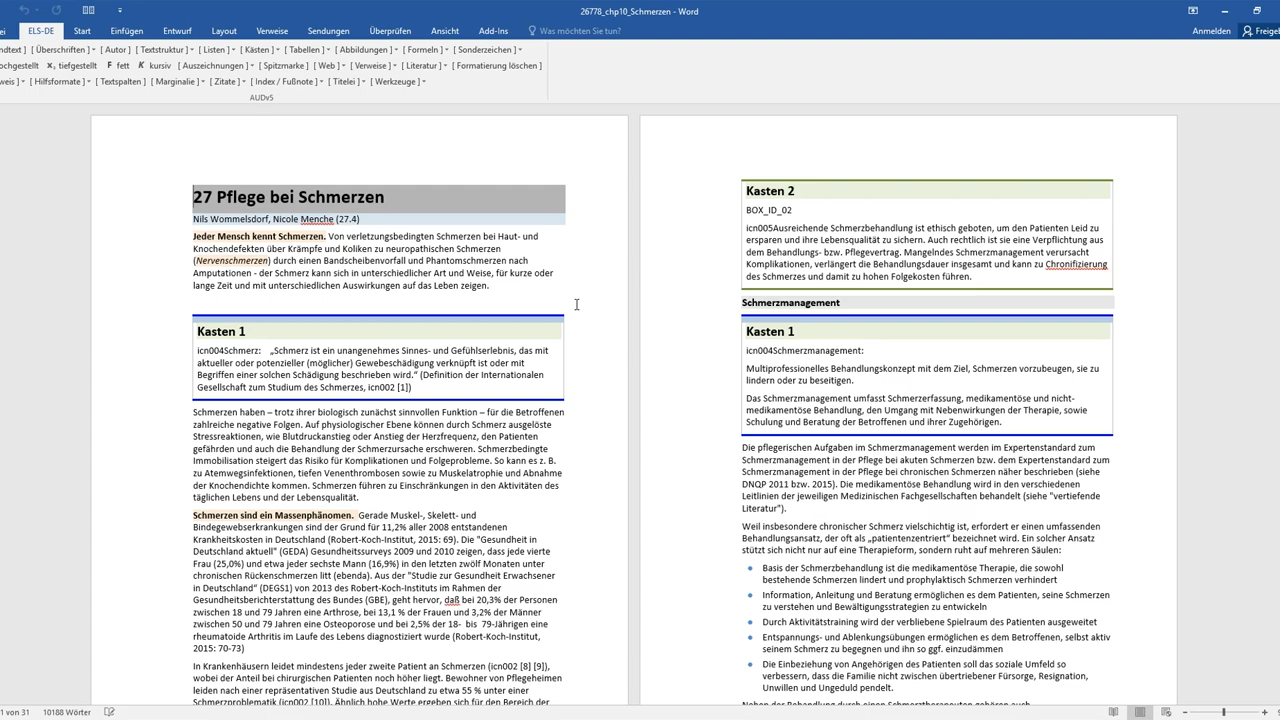 26778_chp10_Schmerzen - Word
ELS-DE Start Einfügen Entwurf Layout Verweise Sendungen Überprüfen Ansicht Add-Ins Was möchten Sie tun? Anmelden Freigel
ndtext ] [ Überschriften ] [ Autor ] [ Textstruktur ] [ Listen ] [ Kästen ] [ Tabellen ] [ Abbildungen ] [ Formeln ] [ Sonderzeichen ]
ochgestellt x, tiefgestellt F fett K kursiv [ Auszeichnungen ] [ Spitzmarke ] [ Web ] [ Verweise ] [ Literatur ] [ Formatierung löschen ]
weis ] [ Hilfsformate ] [ Textspalten ] [ Marginalie ] [ Zitate ] [ Index / Fußnote ] [ Titelei ] [ Werkzeuge ]
AUDv5
27 Pflege bei Schmerzen
Nils Wommelsdorf, Nicole Menche (27.4)
Jeder Mensch kennt Schmerzen. Von verletzungsbedingten Schmerzen bei Haut- und
Knochendefekten über Krämpfe und Koliken zu neuropathischen Schmerzen
(Nervenschmerzen) durch einen Bandscheibenvorfall und Phantomschmerzen nach
Amputationen - der Schmerz kann sich in unterschiedlicher Art und Weise, für kurze oder
lange Zeit und mit unterschiedlichen Auswirkungen auf das Leben zeigen.
Kasten 1
icn004Schmerz: „Schmerz ist ein unangenehmes Sinnes- und Gefühlserlebnis, das mit
aktueller oder potenzieller (möglicher) Gewebeschädigung verknüpft ist oder mit
Begriffen einer solchen Schädigung beschrieben wird.“ (Definition der Internationalen
Gesellschaft zum Studium des Schmerzes, icn002 [1])
Schmerzen haben – trotz ihrer biologisch zunächst sinnvollen Funktion – für die Betroffenen
zahlreiche negative Folgen. Auf physiologischer Ebene können durch Schmerz ausgelöste
Stressreaktionen, wie Blutdruckanstieg oder Anstieg der Herzfrequenz, den Patienten
gefährden und auch die Behandlung der Schmerzursache erschweren. Schmerzbedingte
Immobilisation steigert das Risiko für Komplikationen und Folgeprobleme. So kann es z. B.
zu Atemwegsinfektionen, tiefen Venenthrombosen sowie zu Muskelatrophie und Abnahme
der Knochendichte kommen. Schmerzen führen zu Einschränkungen in den Aktivitäten des
täglichen Lebens und der Lebensqualität.
Schmerzen sind ein Massenphänomen. Gerade Muskel-, Skelett- und
Bindegewebserkrankungen sind der Grund für 11,2% aller 2008 entstandenen
Krankheitskosten in Deutschland (Robert-Koch-Institut, 2015: 69). Die "Gesundheit in
Deutschland aktuell" (GEDA) Gesundheitssurveys 2009 und 2010 zeigen, dass jede vierte
Frau (25,0%) und etwa jeder sechste Mann (16,9%) in den letzten zwölf Monaten unter
chronischen Rückenschmerzen litt (ebenda). Aus der "Studie zur Gesundheit Erwachsener
in Deutschland“ (DEGS1) von 2013 des Robert-Koch-Instituts im Rahmen der
Gesundheitsberichterstattung des Bundes (GBE), geht hervor, daß bei 20,3% der Personen
zwischen 18 und 79 Jahren eine Arthrose, bei 13,1 % der Frauen und 3,2% der Männer
zwischen 50 und 79 Jahren eine Osteoporose und bei 2,5% der 18- bis 79-Jährigen eine
rheumatoide Arthritis im Laufe des Lebens diagnostiziert wurde (Robert-Koch-Institut,
2015: 70-73)
In Krankenhäusern leidet mindestens jeder zweite Patient an Schmerzen (icn002 [8] [9]),
wobei der Anteil bei chirurgischen Patienten noch höher liegt. Bewohner von Pflegeheimen
leiden nach einer repräsentativen Studie aus Deutschland zu etwa 55 % unter einer
Schmerzproblematik (icn002 [10]). Ähnlich hohe Werte ergeben sich für den Bereich der
Kasten 2
BOX_ID_02
icn005Ausreichende Schmerzbehandlung ist ethisch geboten, um den Patienten Leid zu
ersparen und ihre Lebensqualität zu sichern. Auch rechtlich ist sie eine Verpflichtung aus
dem Behandlungs- bzw. Pflegevertrag. Mangelndes Schmerzmanagement verursacht
Komplikationen, verlängert die Behandlungsdauer insgesamt und kann zu Chronifizierung
des Schmerzes und damit zu hohen Folgekosten führen.
Schmerzmanagement
Kasten 1
icn004Schmerzmanagement:
Multiprofessionelles Behandlungskonzept mit dem Ziel, Schmerzen vorzubeugen, sie zu
lindern oder zu beseitigen.
Das Schmerzmanagement umfasst Schmerzerfassung, medikamentöse und nicht-
medikamentöse Behandlung, den Umgang mit Nebenwirkungen der Therapie, sowie
Schulung und Beratung der Betroffenen und ihrer Zugehörigen.
Die pflegerischen Aufgaben im Schmerzmanagement werden im Expertenstandard zum
Schmerzmanagement in der Pflege bei akuten Schmerzen bzw. dem Expertenstandard zum
Schmerzmanagement in der Pflege bei chronischen Schmerzen näher beschrieben (siehe
DNQP 2011 bzw. 2015). Die medikamentöse Behandlung wird in den verschiedenen
Leitlinien der jeweiligen Medizinischen Fachgesellschaften behandelt (siehe "vertiefende
Literatur").
Weil insbesondere chronischer Schmerz vielschichtig ist, erfordert er einen umfassenden
Behandlungsansatz, der oft als „patientenzentriert“ bezeichnet wird. Ein solcher Ansatz
stützt sich nicht nur auf eine Therapieform, sondern ruht auf mehreren Säulen:
Basis der Schmerzbehandlung ist die medikamentöse Therapie, die sowohl
bestehende Schmerzen lindert und prophylaktisch Schmerzen verhindert
Information, Anleitung und Beratung ermöglichen es dem Patienten, seine Schmerzen
zu verstehen und Bewältigungsstrategien zu entwickeln
Durch Aktivitätstraining wird der verbliebene Spielraum des Patienten ausgeweitet
Entspannungs- und Ablenkungsübungen ermöglichen es dem Betroffenen, selbst aktiv
seinem Schmerz zu begegnen und ihn so ggf. einzudämmen
Die Einbeziehung von Angehörigen des Patienten soll das soziale Umfeld so
verbessern, dass die Familie nicht zwischen übertriebener Fürsorge, Resignation,
Unwillen und Ungeduld pendelt.
1 von 31 10188 Wörter